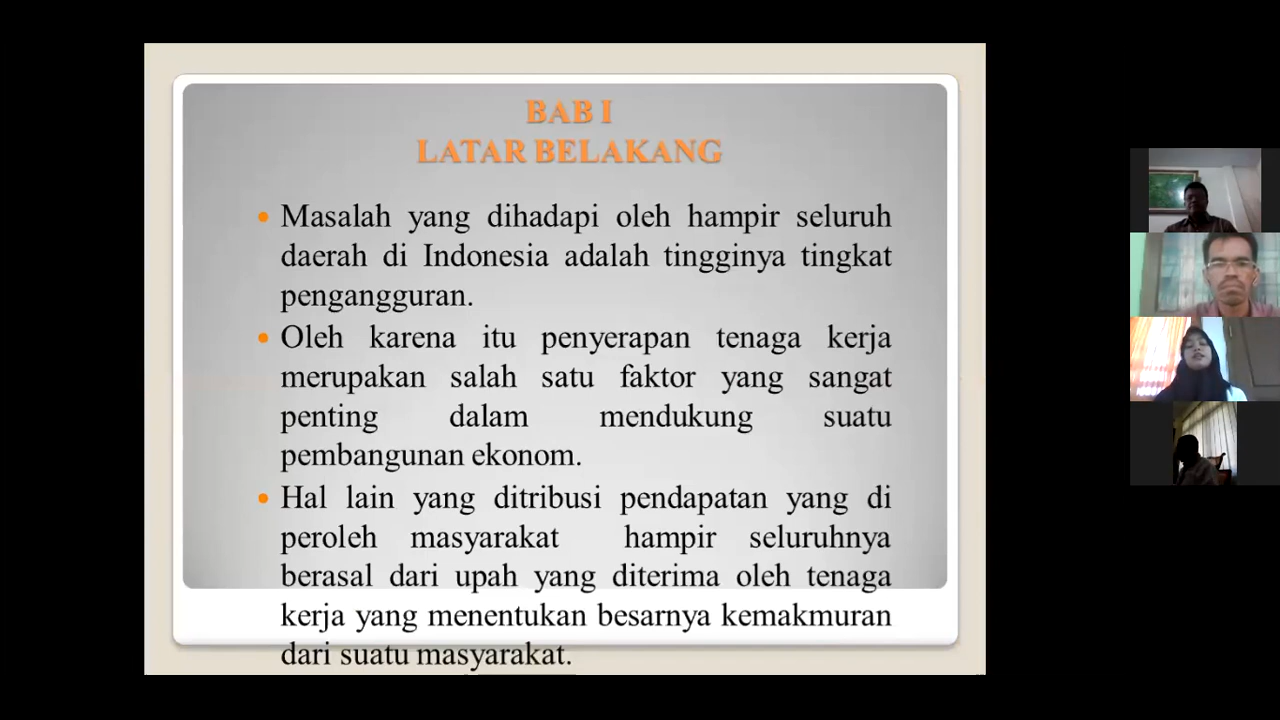 BAB I
LATAR BELAKANG
Masalah yang dihadapi oleh hampir seluruh
daerah di Indonesia adalah tingginya tingkat
pengangguran.
Oleh karena itu penyerapan tenaga kerja
merupakan salah satu faktor yang sangat
penting dalam mendukung suatu
pembangunan ekonom.
Hal lain yang ditribusi pendapatan yang di
peroleh masyarakat hampir seluruhnya
berasal dari upah yang diterima oleh tenaga
kerja yang menentukan besarnya kemakmuran
dari suatu masyarakat.